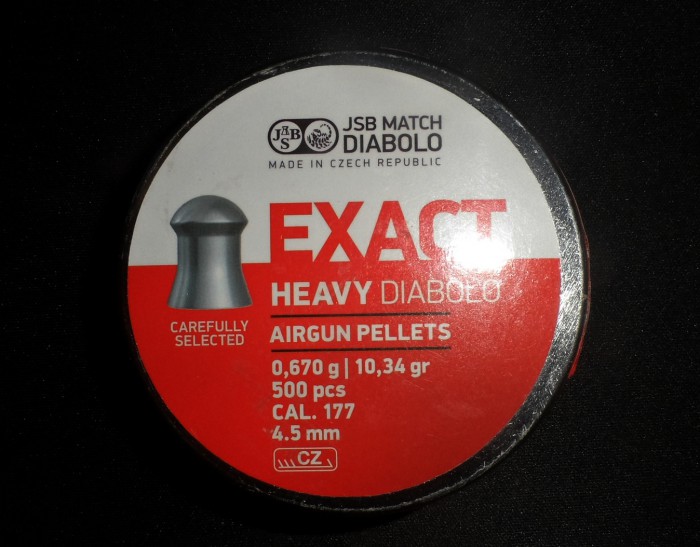 JSB
JSB MATCH
DIABOLO
MADE IN CZECH REPUBLIC
EXACT
HEAVY DIABOLO
CAREFULLY
SELECTED
AIRGUN PELLETS
0,670 g | 10,34 gr
500 pcs
CAL. 177
4.5 mm
CZ